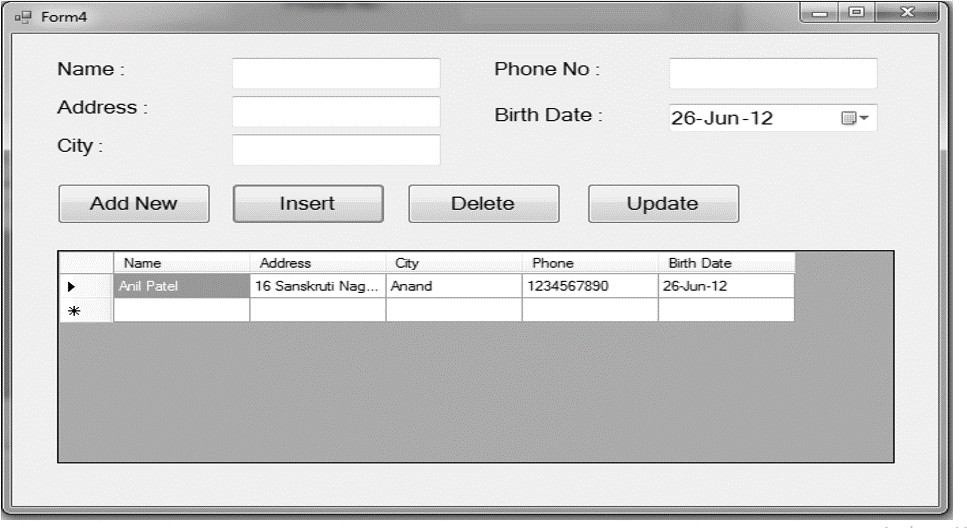 Form4
Name : Phone No :
Address : Birth Date : 26-Jun-12
City :
Add New Insert Delete Update
Name Address City Phone Birth Date
Anil Patel 16 Sanskruti Nag... Anand 1234567890 26-Jun-12